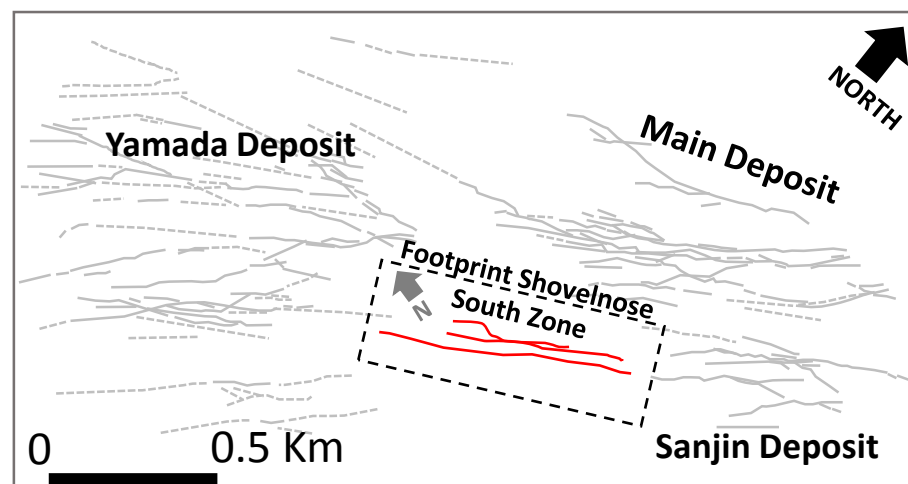 NORTH
Main Deposit
Yamada Deposit
Footprint Shovelnose
South Zone
N
Sanjin Deposit
0 0.5 Km